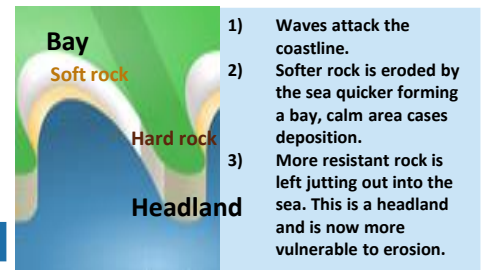 Bay
Soft rock
Hard rock
Headland
1) Waves attack the
coastline.
2) Softer rock is eroded by
the sea quicker forming
a bay, calm area cases
deposition.
3) More resistant rock is
left jutting out into the
sea. This is a headland
and is now more
vulnerable to erosion.